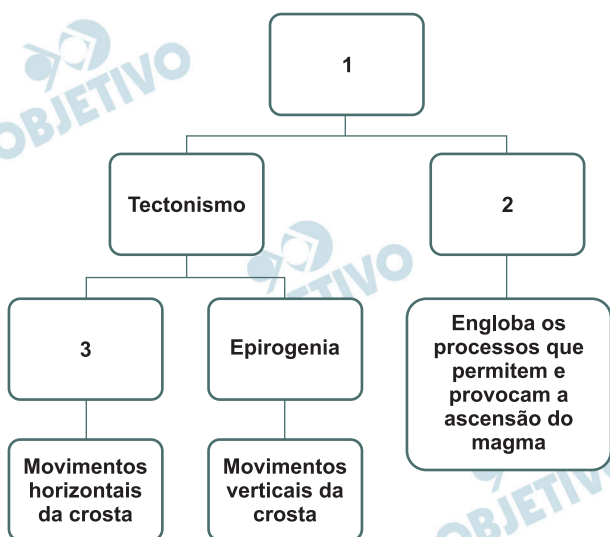 1
OBJETIVO
Tectonismo
2
OBJETIVO
3
Epirogenia
Engloba os
processos que
permitem e
provocam a
ascensão do
magma
Movimentos
horizontais
da crosta
Movimentos
verticais da
crosta
OBJETIV